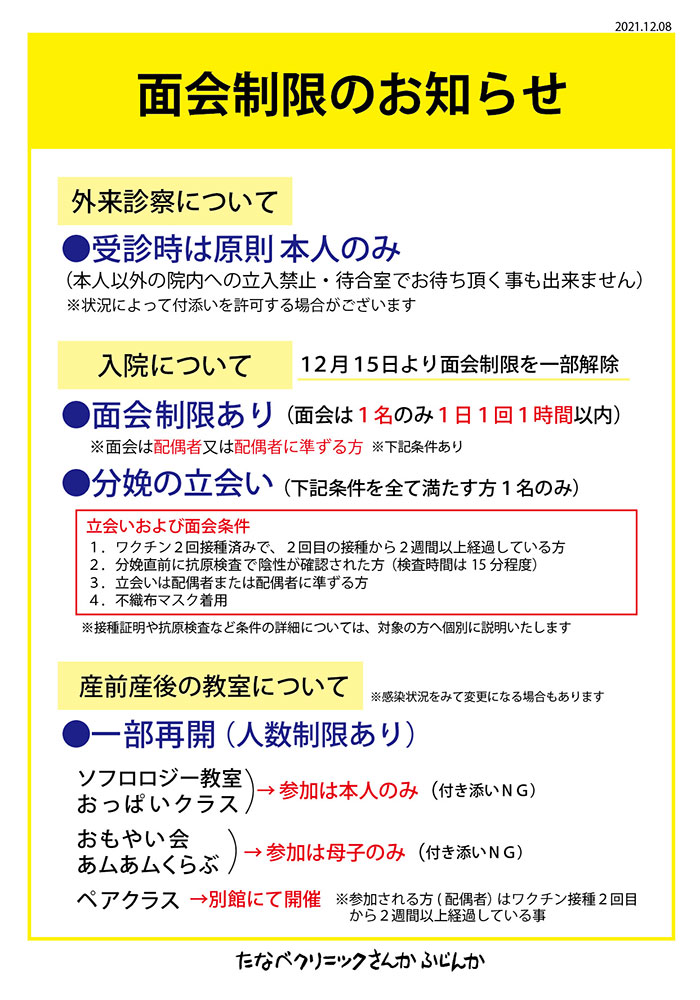 2021.12.08
面会制限のお知らせ
外来診察について
●受診時は原則 本人のみ
（本人以外の院内への立入禁止・待合室でお待ち頂く事も出来ません）
※状況によって付添いを許可する場合がございます
入院について
１２月１５日より面会制限を一部解除
●面会制限あり（面会は１名のみ１日１回１時間以内）
※面会は配偶者又は配偶者に準ずる方 ※下記条件あり
●分娩の立会い（下記条件を全て満たす方１名のみ）
立会いおよび面会条件
１．ワクチン２回接種済みで、２回目の接種から２週間以上経過している方
２．分娩直前に抗原検査で陰性が確認された方（検査時間は 15 分程度）
３．立会いは配偶者または配偶者に準ずる方
４．不織布マスク着用
※接種証明や抗原検査など条件の詳細については、対象の方へ個別に説明いたします
産前産後の教室について
※感染状況をみて変更になる場合もあります
●一部再開（人数制限あり）
ソフロロジー教室
おっぱいクラス
→参加は本人のみ（付き添いＮＧ）
おもやい会
あムあムくらぶ
→参加は母子のみ（付き添いＮＧ）
ペアクラス →別館にて開催 ※参加される方（配偶者）はワクチン接種２回目
から２週間以上経過している事
たなべクリニックさんか ふじんか